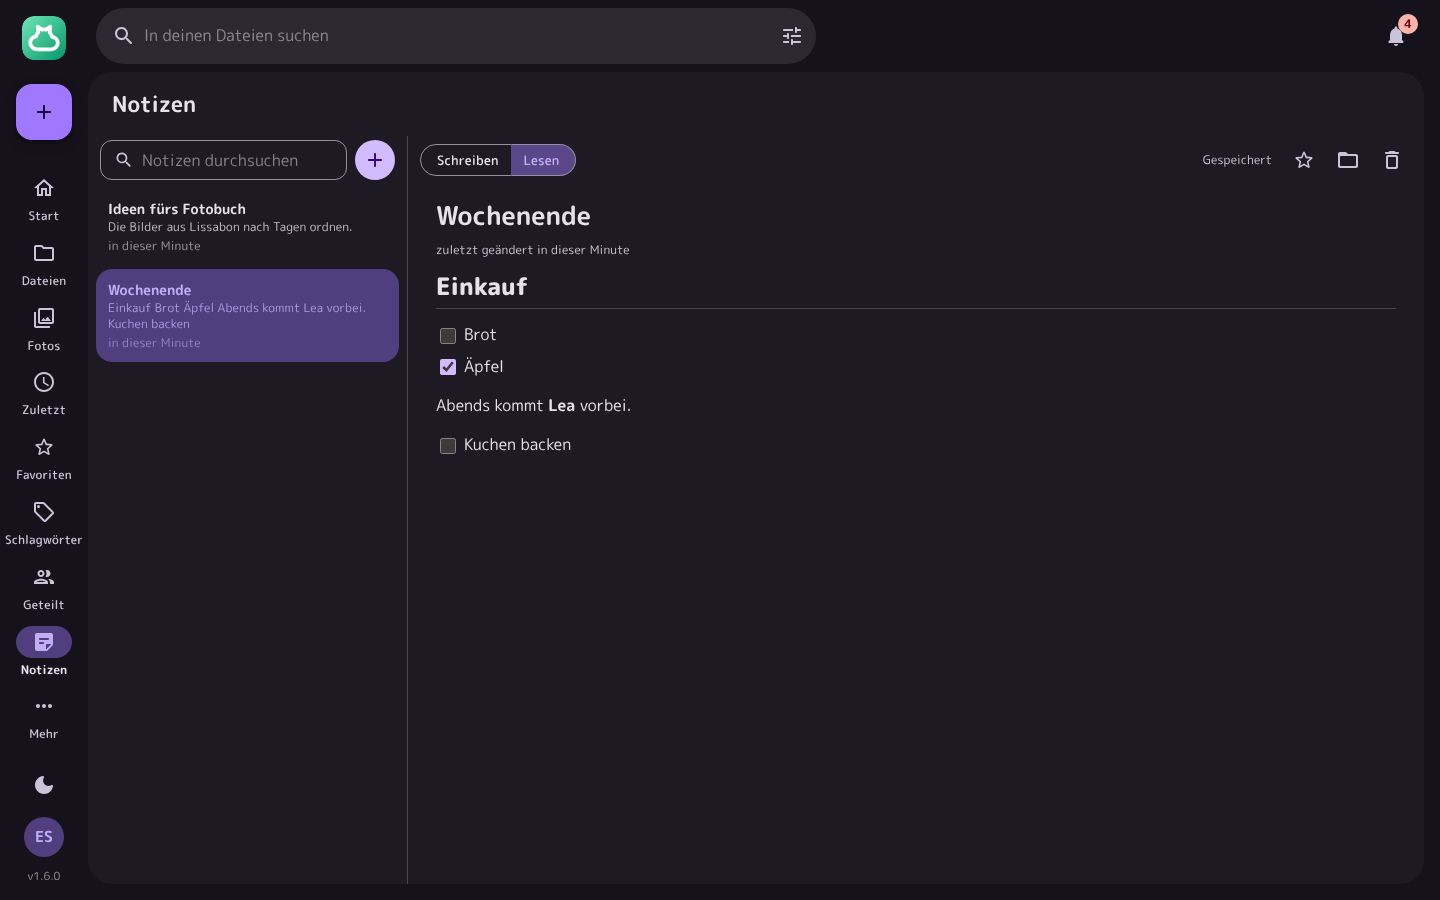 In deinen Dateien suchen
4
Notizen
Notizen durchsuchen
Schreiben
Lesen
Gespeichert
Start
Dateien
Fotos
Zuletzt
Favoriten
Schlagwörter
Geteilt
Notizen
Mehr
ES
v1.6.0
Ideen fürs Fotobuch
Die Bilder aus Lissabon nach Tagen ordnen.
in dieser Minute
Wochenende
Einkauf Brot Äpfel Abends kommt Lea vorbei.
Kuchen backen
in dieser Minute
Wochenende
zuletzt geändert in dieser Minute
Einkauf
Brot
Äpfel
Abends kommt Lea vorbei.
Kuchen backen